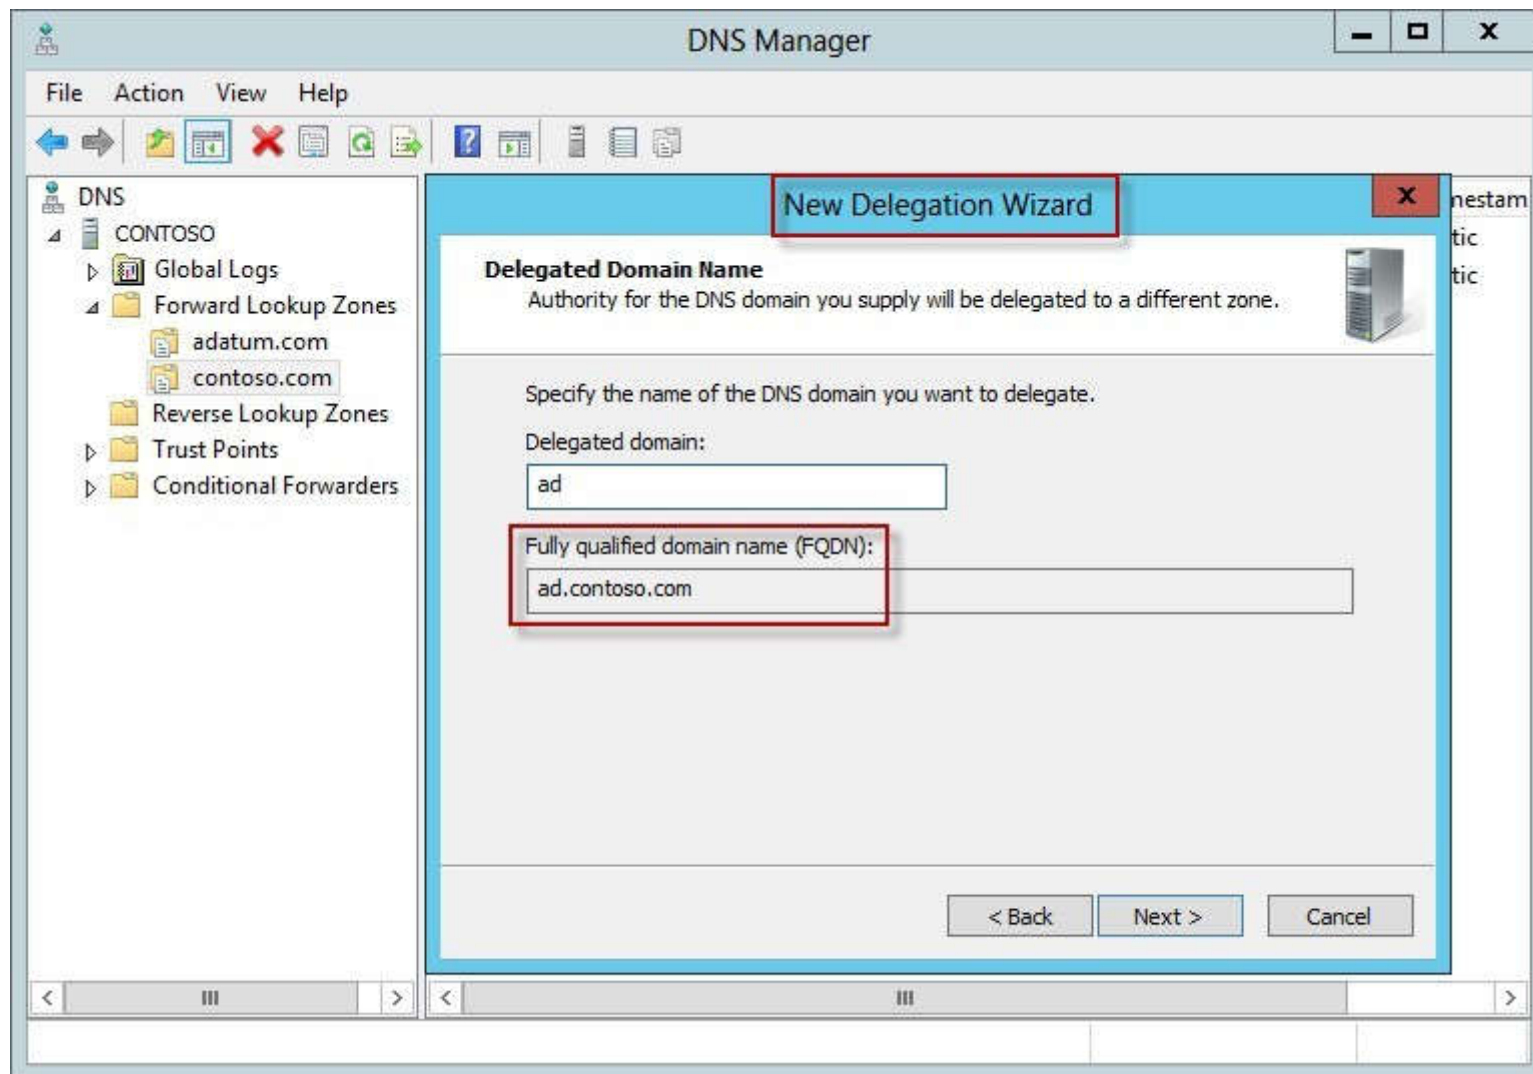 DNS Manager
File Action View Help
DNS
CONTOSO
Global Logs
Forward Lookup Zones
adatum.com
contoso.com
Reverse Lookup Zones
Trust Points
Conditional Forwarders
nestam
tic
tic
New Delegation Wizard
Delegated Domain Name
Authority for the DNS domain you supply will be delegated to a different zone.
Specify the name of the DNS domain you want to delegate.
Delegated domain:
ad
Fully qualified domain name (FQDN):
ad.contoso.com
< Back Next > Cancel